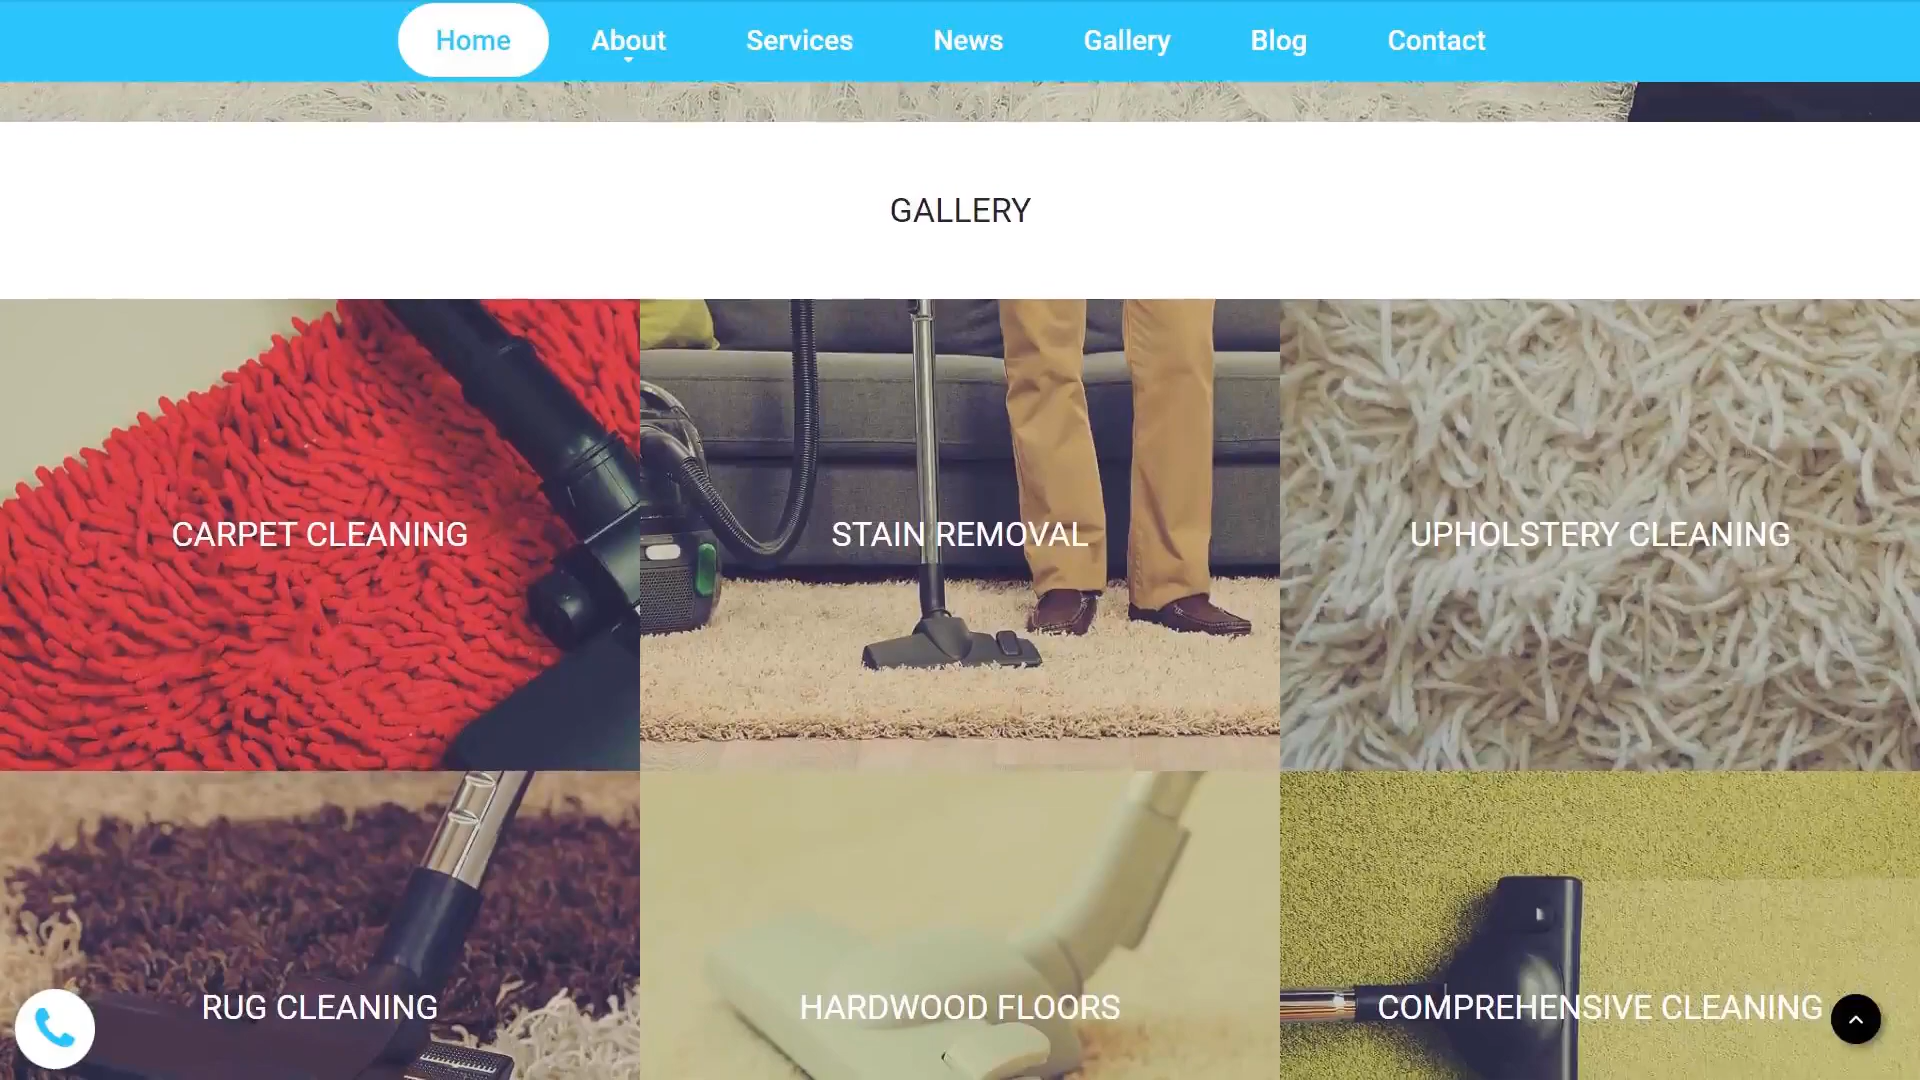 Home About Services News Gallery Blog Contact
GALLERY
CARPET CLEANING
STAIN REMOVAL
UPHOLSTERY CLEANING
RUG CLEANING
HARDWOOD FLOORS
COMPREHENSIVE CLEANING